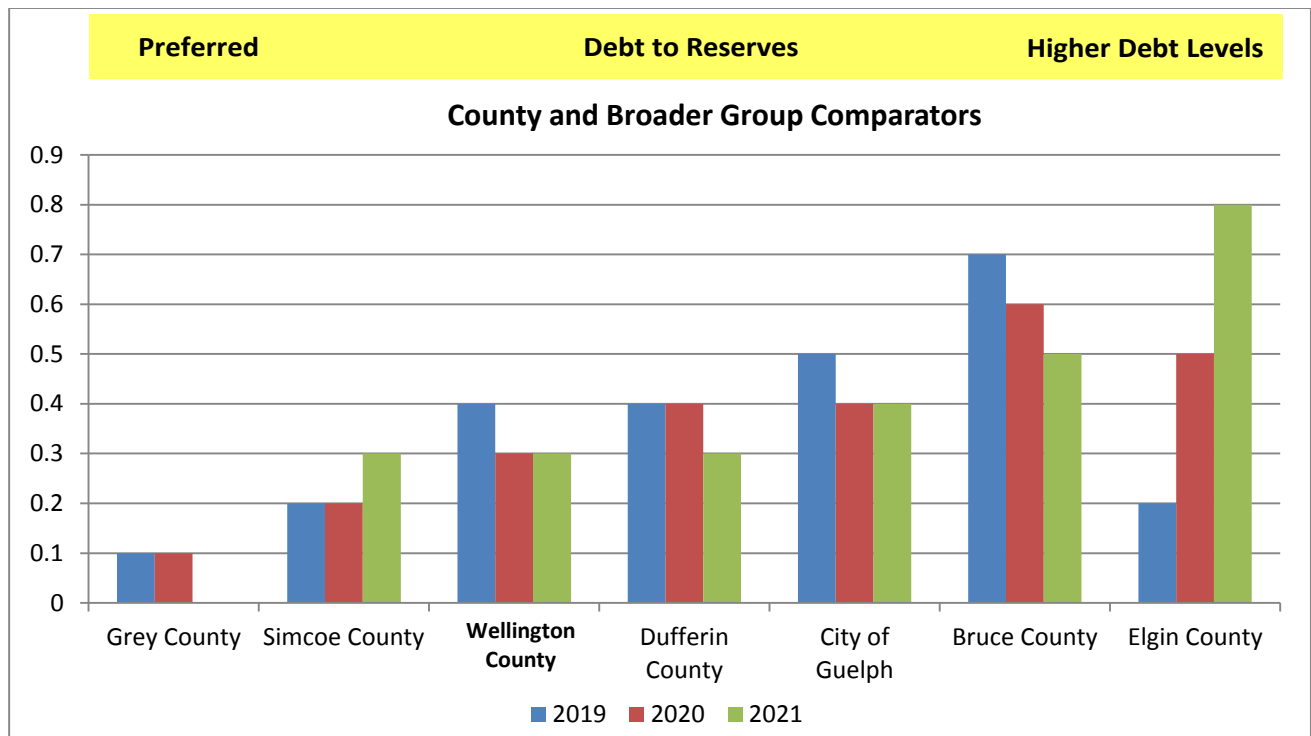 Preferred Debt to Reserves Higher Debt Levels
County and Broader Group Comparators
0.9
0.8
0.7
0.6
0.5
0.4
0.3
0.2
0.1
0
Grey County
Simcoe County
Wellington
County
Dufferin
County
City of
Guelph
Bruce County
Elgin County
2019 2020 2021